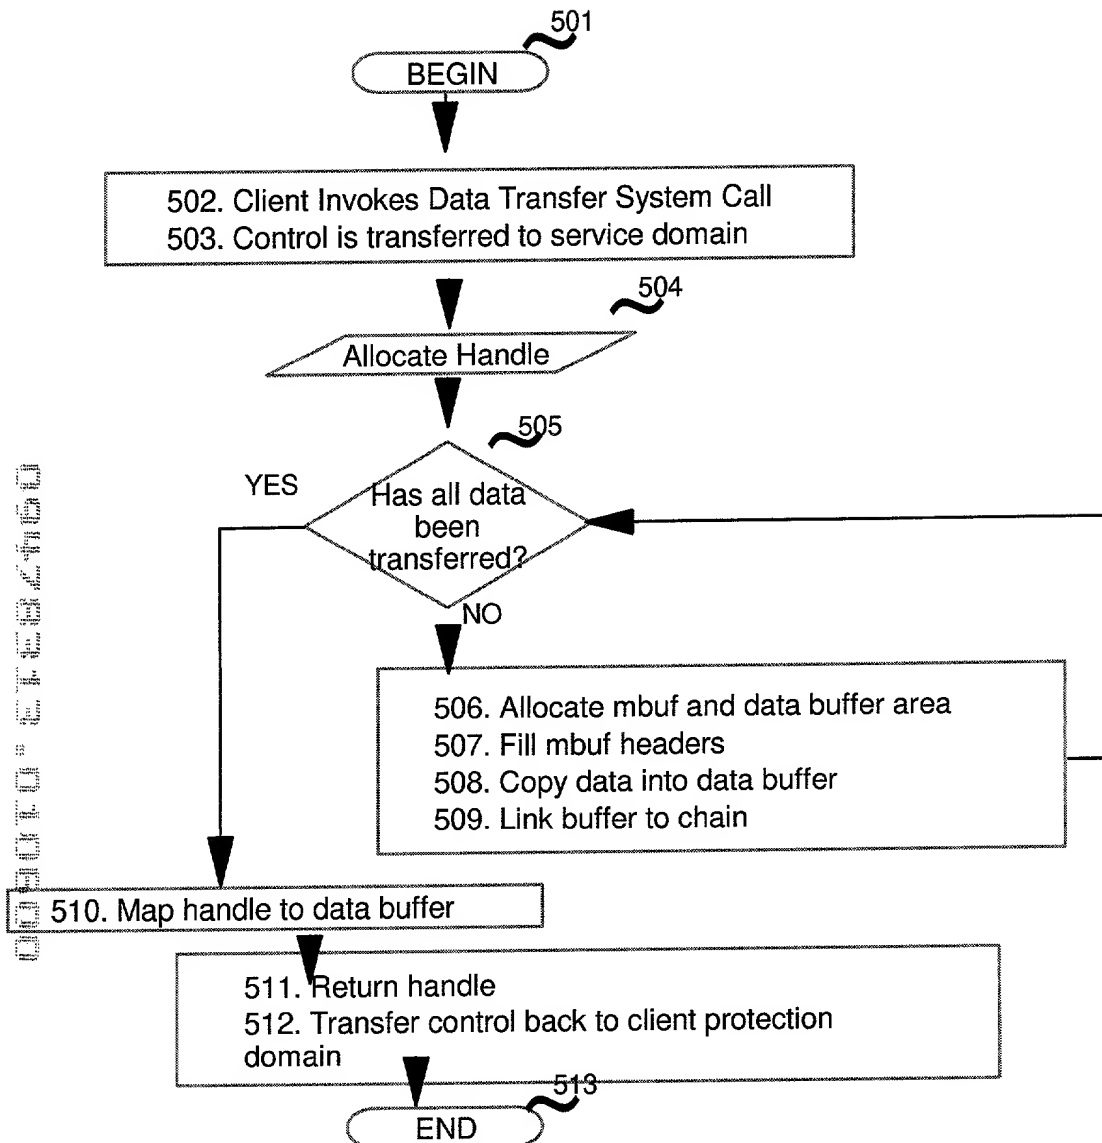 501
BEGIN
502. Client Invokes Data Transfer System Call
503. Control is transferred to service domain
504
Allocate Handle
505
YES
Has all data
been
transferred?
NO
506. Allocate mbuf and data buffer area
507. Fill mbuf headers
508. Copy data into data buffer
509. Link buffer to chain
510. Map handle to data buffer
511. Return handle
512. Transfer control back to client protection
domain
513
END